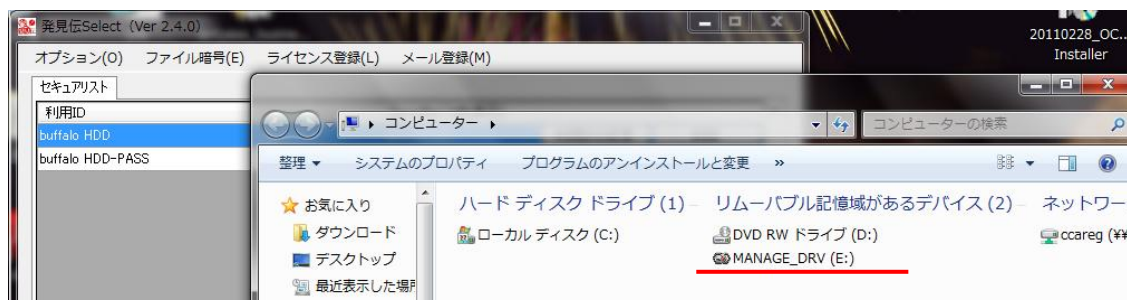 発見伝Select (Ver 2.4.0)
オプション(O) ファイル暗号(E) ライセンス登録(L) メール登録(M)
セキュアリスト
利用ID
buffalo HDD
buffalo HDD-PASS
20110228_OC...
Installer
コンピューター
コンピューターの検索
整理 システムのプロパティ プログラムのアンインストールと変更 »
お気に入り
ダウンロード
デスクトップ
最近表示した場所
ハード ディスク ドライブ (1)
ローカル ディスク (C:)
リムーバブル記憶域があるデバイス (2)
DVD RW ドライブ (D:)
MANAGE_DRV (E:)
ネットワー
ccareg (¥¥